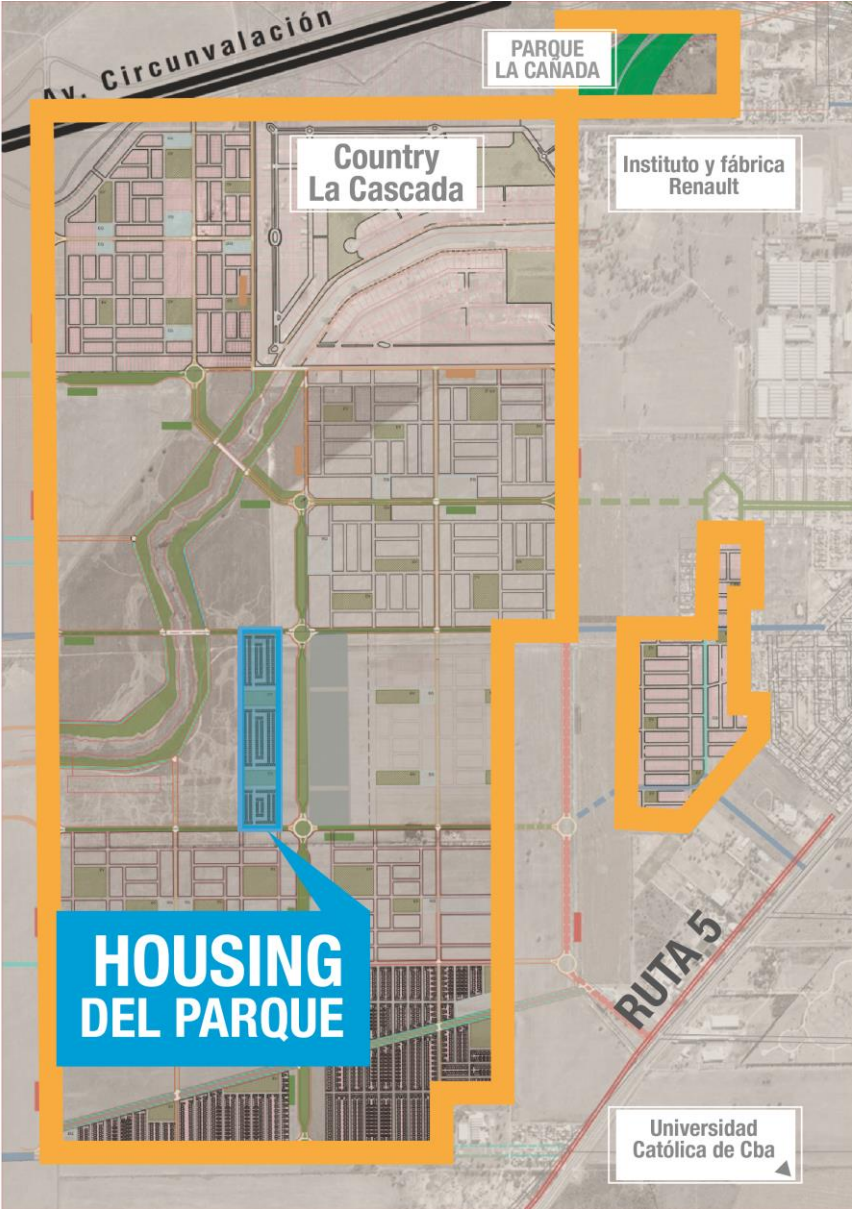 Av. Circunvalación
PARQUE
LA CAÑADA
Country
La Cascada
Instituto y fábrica
Renault
HOUSING
DEL PARQUE
RUTA 5
Universidad
Católica de Cba